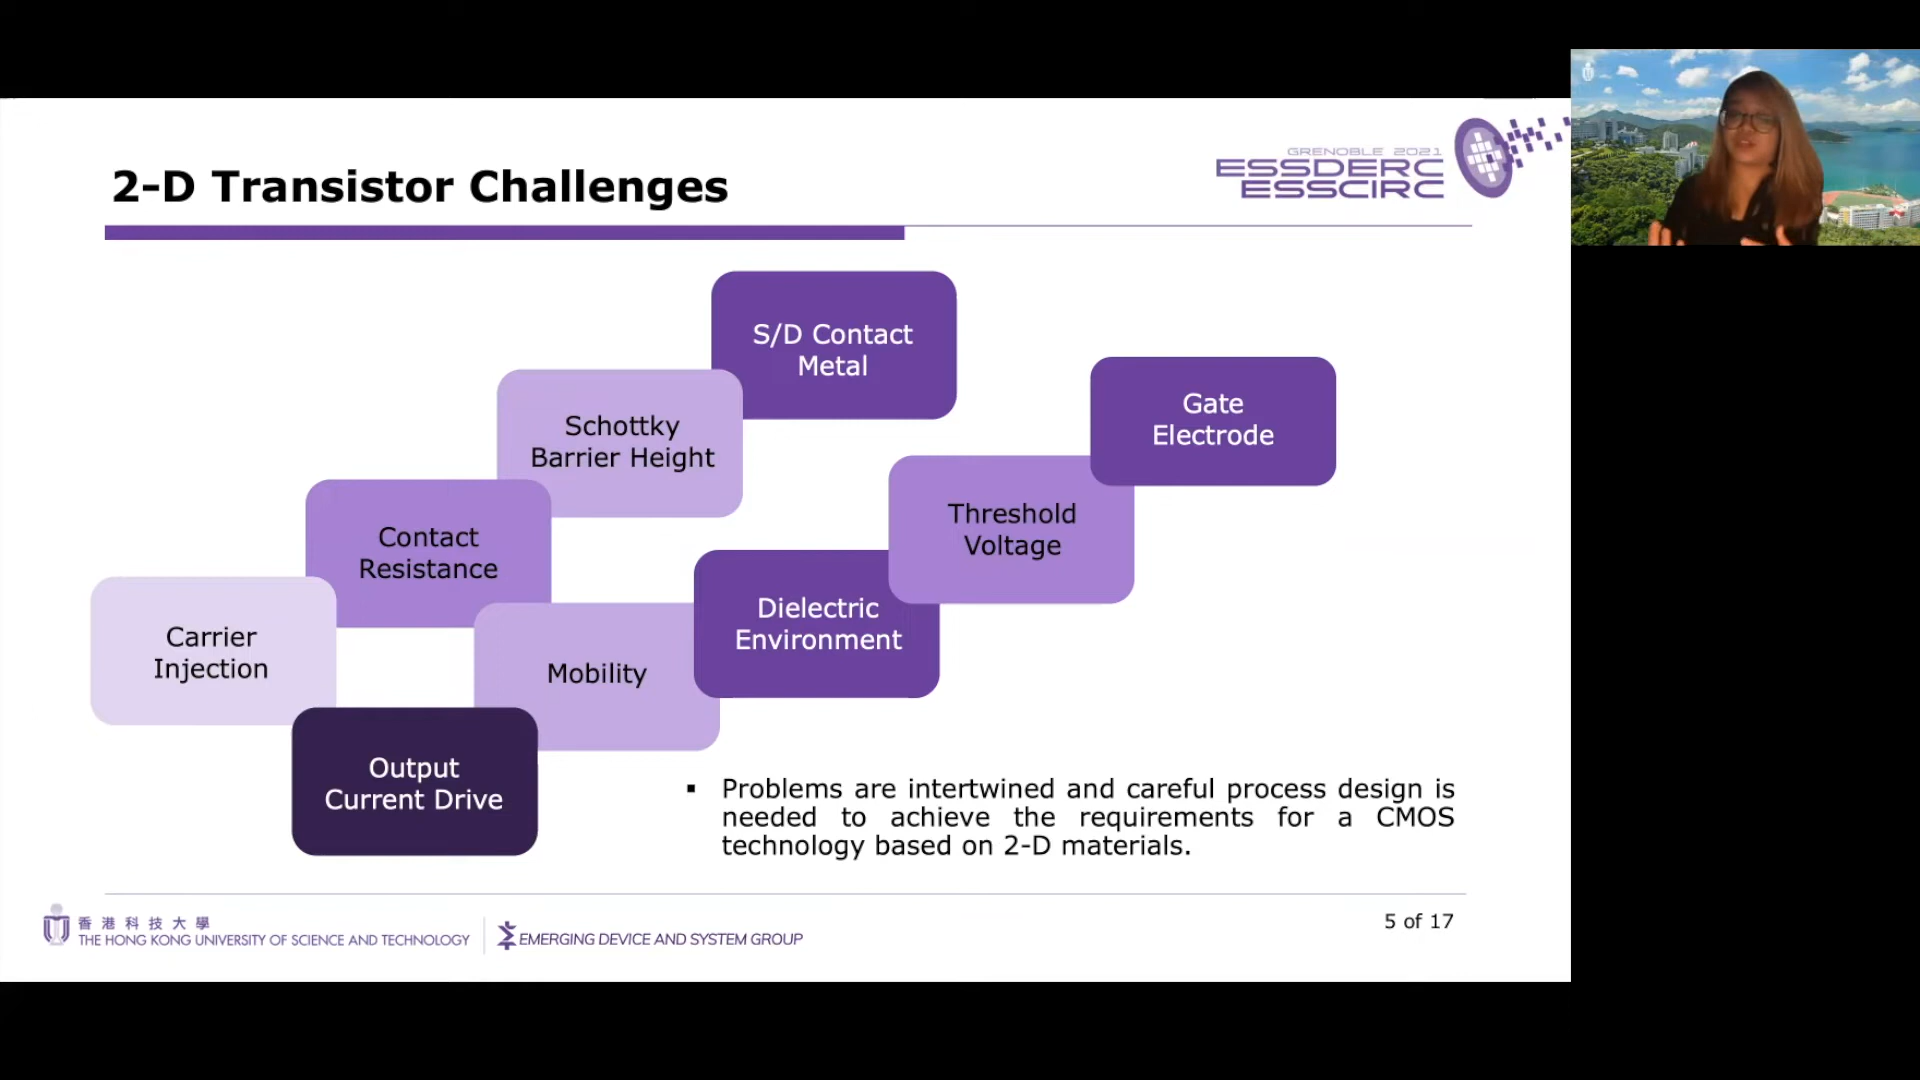 2-D Transistor Challenges
GRENOBLE 2021
ESSDERC
ESSCIRC
S/D Contact
Metal
Gate
Electrode
Schottky
Barrier Height
Threshold
Voltage
Contact
Resistance
Dielectric
Environment
Carrier
Injection
Mobility
Output
Current Drive
▪ Problems are intertwined and careful process design is
needed to achieve the requirements for a CMOS
technology based on 2-D materials.
香港科技大學
THE HONG KONG UNIVERSITY OF SCIENCE AND TECHNOLOGY
EMERGING DEVICE AND SYSTEM GROUP
5 of 17